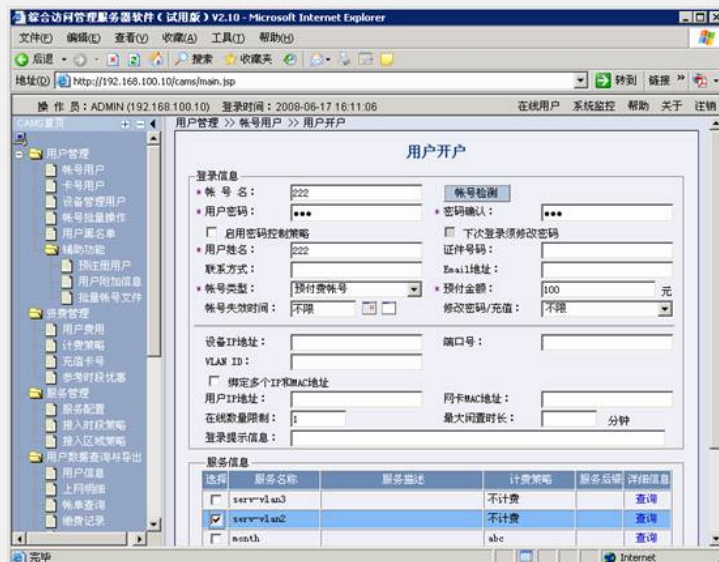 综合访问管理服务器软件(试用版)V2.10 - Microsoft Internet Explorer
文件(F) 编辑(E) 查看(V) 收藏(A) 工具(T) 帮助(H)
后退 搜索 收藏夹
地址(D) http://192.168.100.10/cams/main.jsp 转到 链接 »
操 作 员:ADMIN (192.168.100.10) 登录时间:2008-06-17 16:11:06 在线用户 系统监控 帮助 关于 注销
CAMS首页
用户管理 >> 帐号用户 >> 用户开户
用户管理
帐号用户
卡号用户
设备管理用户
帐号批量操作
用户黑名单
辅助功能
预注册用户
用户附加信息
批量帐号文件
资费管理
用户费用
计费策略
充值卡号
参考时段优惠
服务管理
服务配置
接入时段策略
接入区域策略
用户数据查询与导出
用户信息
上网明细
帐单查询
缴费记录
用户开户
登录信息
* 帐 号 名: 222 帐号检测
* 用户密码: ●●● * 密码确认: ●●●
启用密码控制策略 下次登录须修改密码
* 用户姓名: 222 证件号码:
联系方式: Email地址:
* 帐号类型: 预付费帐号 * 预付金额: 100 元
帐号失效时间: 不限 修改密码/充值: 不限
设备IP地址: 端口号:
VLAN ID:
绑定多个IP和MAC地址
用户IP地址: 网卡MAC地址:
在线数量限制: 1 最大闲置时长: 分钟
登录提示信息:
服务信息
选择 服务名称 服务描述 计费策略 服务后缀 详细信息
serv-vlan3 不计费 查询
serv-vlan2 不计费 查询
month abc 查询
完毕 Internet